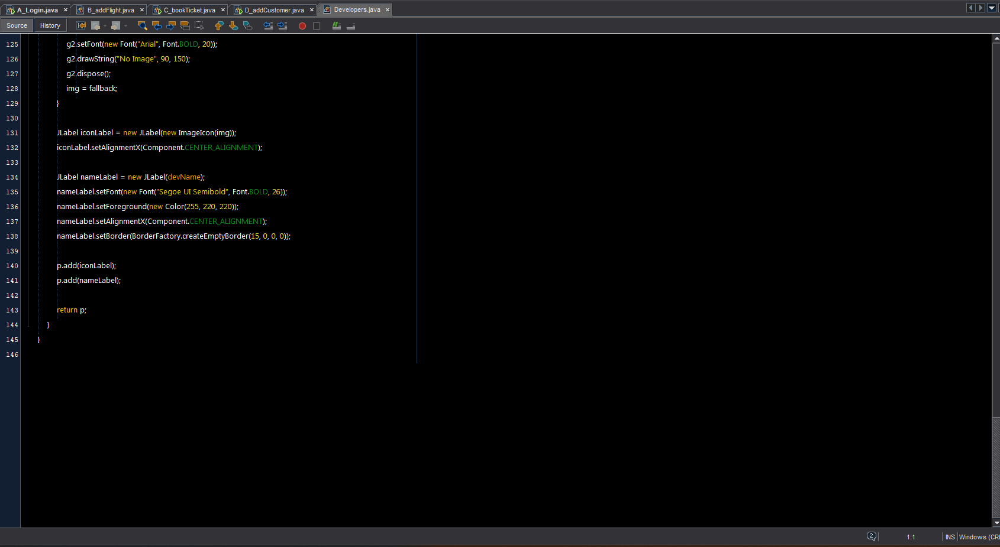 A_Login.java × B_addFlight.java × C_bookTicket.java × D_addCustomer.java × Developers.java ×
Source History
125 g2.setFont(new Font("Arial", Font.BOLD, 20));
126 g2.drawString("No Image", 90, 150);
127 g2.dispose();
128 img = fallback;
129 }
130
131 JLabel iconLabel = new JLabel(new ImageIcon(img));
132 iconLabel.setAlignmentX(Component.CENTER_ALIGNMENT);
133
134 JLabel nameLabel = new JLabel(devName);
135 nameLabel.setFont(new Font("Segoe UI Semibold", Font.BOLD, 26));
136 nameLabel.setForeground(new Color(255, 220, 220));
137 nameLabel.setAlignmentX(Component.CENTER_ALIGNMENT);
138 nameLabel.setBorder(BorderFactory.createEmptyBorder(15, 0, 0, 0));
139
140 p.add(iconLabel);
141 p.add(nameLabel);
142
143 return p;
144 }
145 }
146
2 1:1 INS Windows (CRl